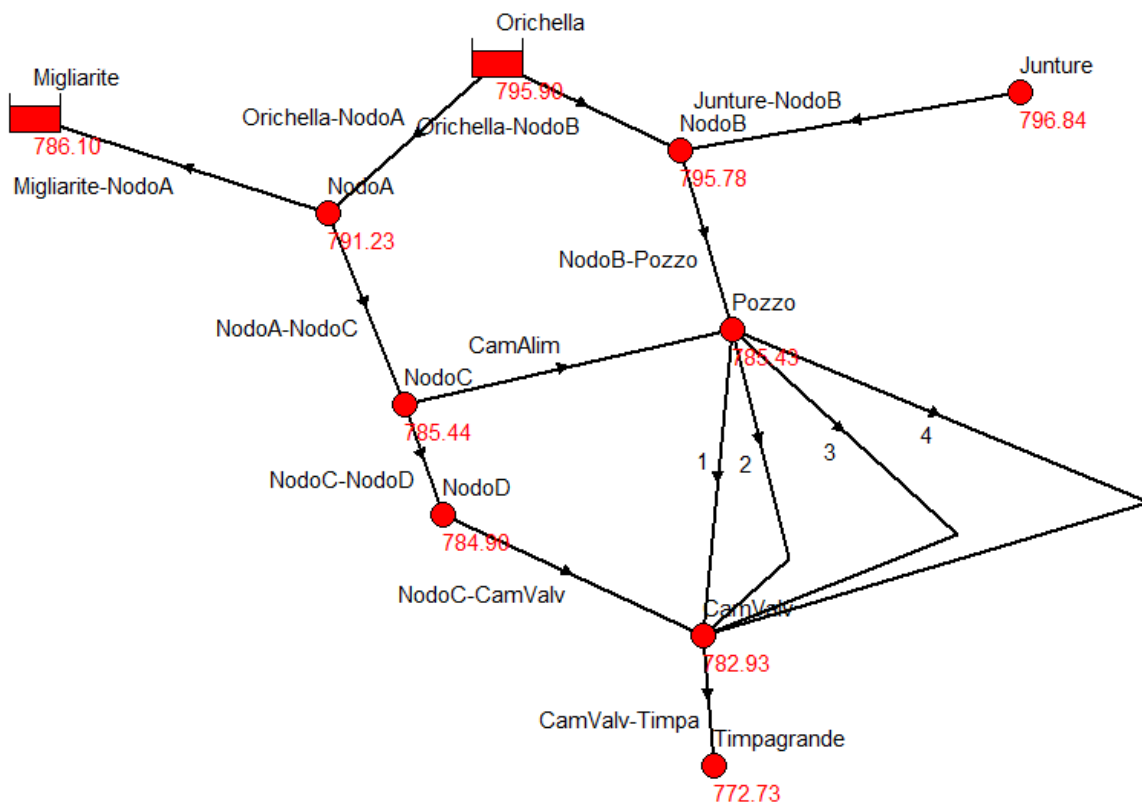 Orichella
795.90
Migliarite
786.10
Junture
796.84
Orichella-NodoA
Orichella-NodoB
Junture-NodoB
NodoB
795.78
Migliarite-NodoA
NodoA
791.23
NodoB-Pozzo
NodoA-NodoC
CamAlim
Pozzo
785.43
NodoC
785.44
1
2
3
4
NodoC-NodoD
NodoD
784.90
NodoC-CamValv
CamValv
782.93
CamValv-Timpa
Timpagrande
772.73